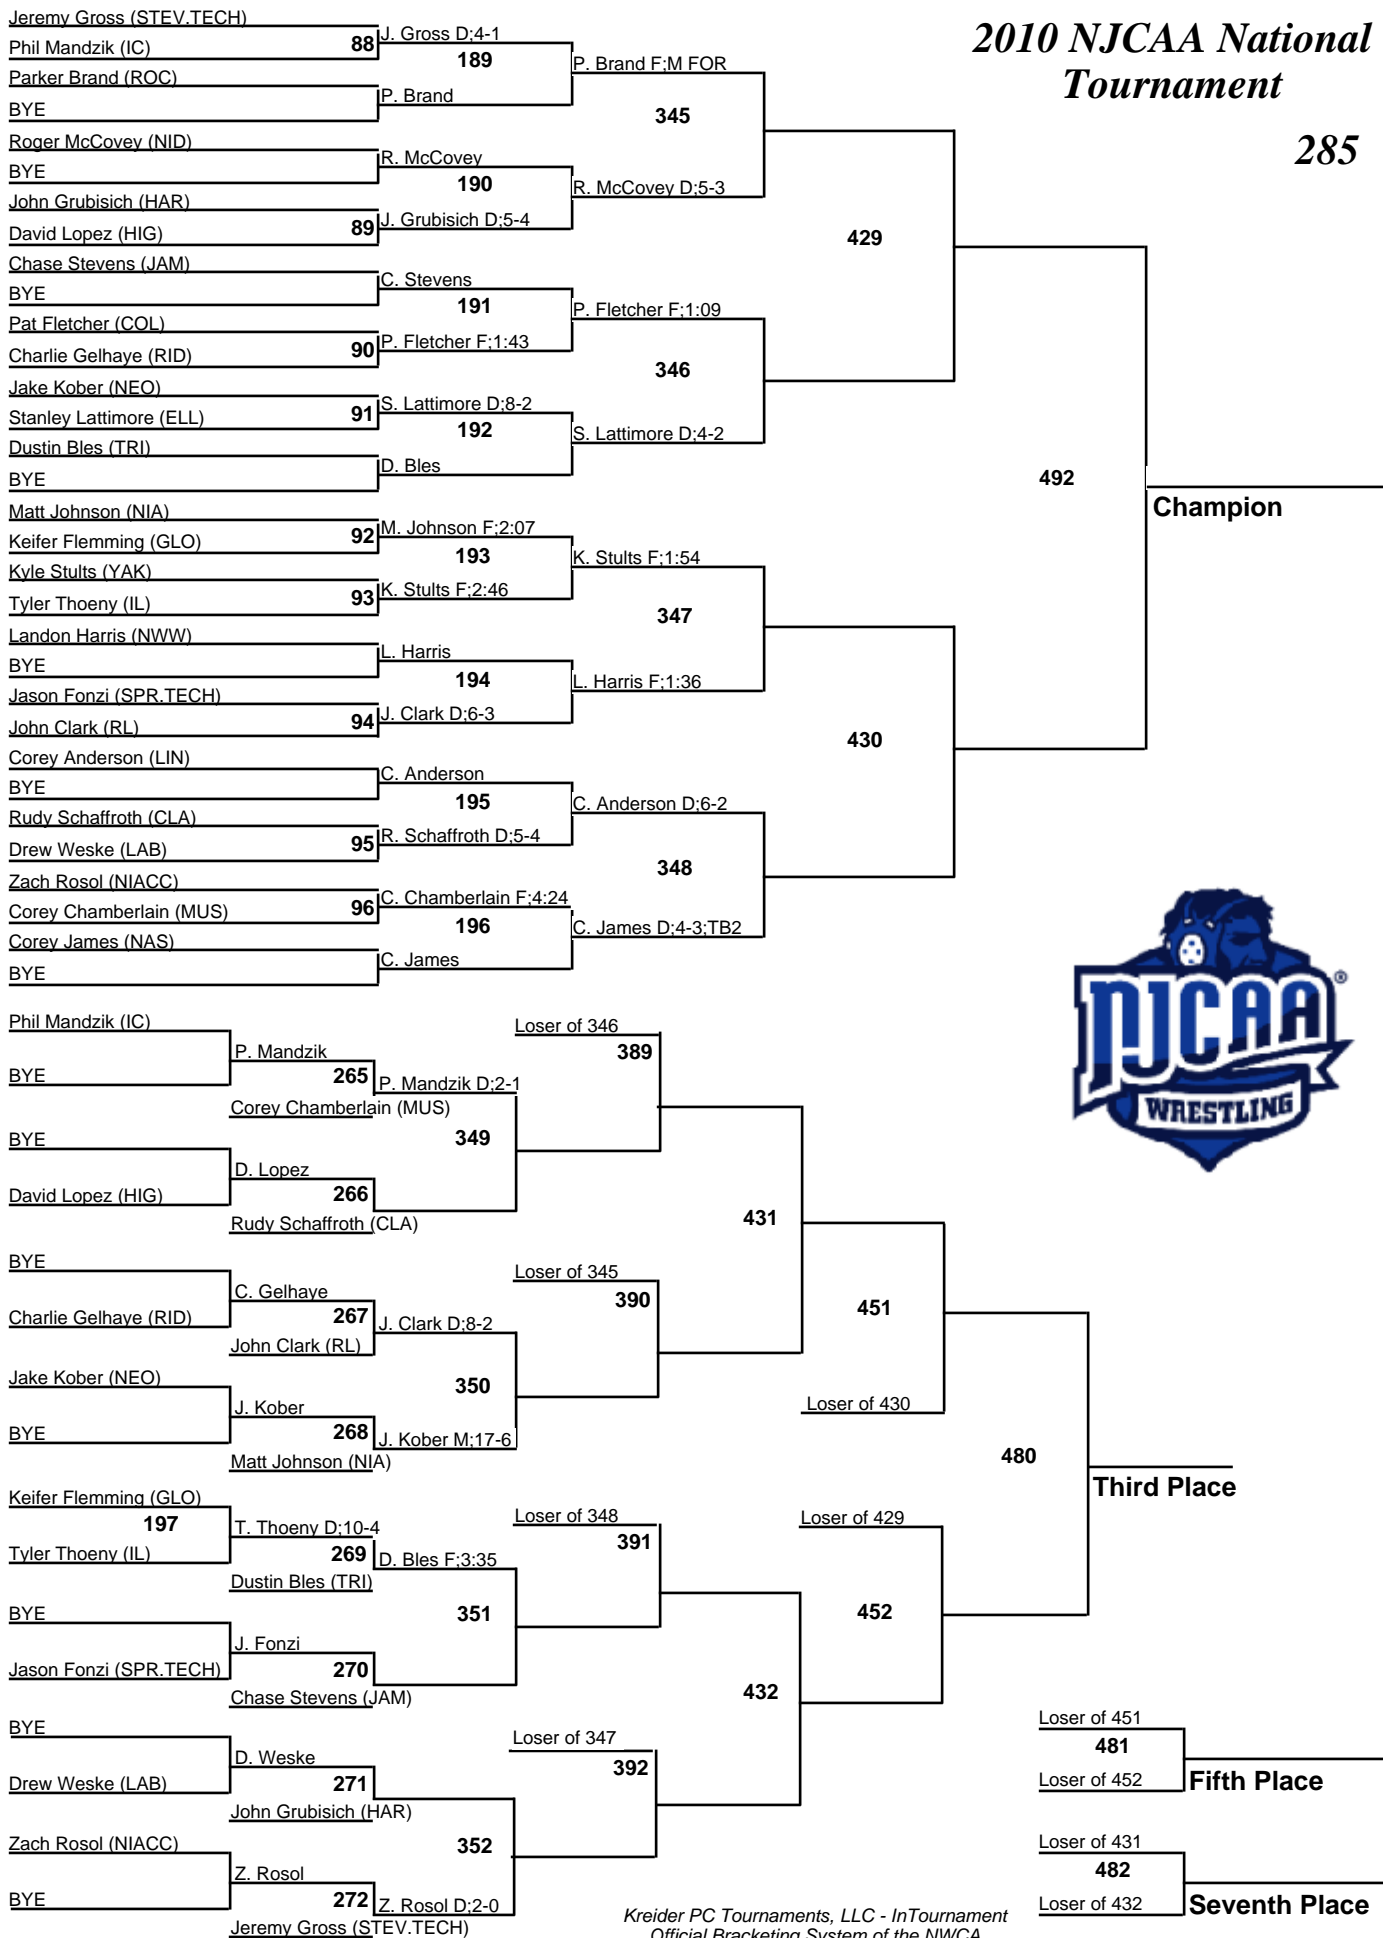 2010 NJCAA National
Tournament
285
Jeremy Gross (STEV.TECH)
Phil Mandzik (IC)
88
J. Gross D;4-1
189
Parker Brand (ROC)
BYE
P. Brand
P. Brand F;M FOR
345
Roger McCovey (NID)
BYE
R. McCovey
190
John Grubisich (HAR)
David Lopez (HIG)
89
J. Grubisich D;5-4
R. McCovey D;5-3
429
Chase Stevens (JAM)
BYE
C. Stevens
191
Pat Fletcher (COL)
Charlie Gelhaye (RID)
90
P. Fletcher F;1:43
P. Fletcher F;1:09
346
Jake Kober (NEO)
Stanley Lattimore (ELL)
91
S. Lattimore D;8-2
192
Dustin Bles (TRI)
BYE
D. Bles
S. Lattimore D;4-2
492
Champion
Matt Johnson (NIA)
Keifer Flemming (GLO)
92
M. Johnson F;2:07
193
Kyle Stults (YAK)
Tyler Thoeny (IL)
93
K. Stults F;2:46
K. Stults F;1:54
347
Landon Harris (NWW)
BYE
L. Harris
194
Jason Fonzi (SPR.TECH)
John Clark (RL)
94
J. Clark D;6-3
L. Harris F;1:36
430
Corey Anderson (LIN)
BYE
C. Anderson
195
Rudy Schaffroth (CLA)
Drew Weske (LAB)
95
R. Schaffroth D;5-4
C. Anderson D;6-2
348
Zach Rosol (NIACC)
Corey Chamberlain (MUS)
96
C. Chamberlain F;4:24
196
Corey James (NAS)
BYE
C. James
C. James D;4-3;TB2
NJCAA
®
WRESTLING
Phil Mandzik (IC)
BYE
P. Mandzik
265
Corey Chamberlain (MUS)
P. Mandzik D;2-1
349
Loser of 346
389
BYE
David Lopez (HIG)
D. Lopez
266
Rudy Schaffroth (CLA)
431
BYE
Charlie Gelhaye (RID)
C. Gelhaye
267
John Clark (RL)
J. Clark D;8-2
350
Loser of 345
390
451
Jake Kober (NEO)
BYE
J. Kober
268
Matt Johnson (NIA)
J. Kober M;17-6
Loser of 430
480
Third Place
Keifer Flemming (GLO)
197
Tyler Thoeny (IL)
T. Thoeny D;10-4
269
Dustin Bles (TRI)
D. Bles F;3:35
351
Loser of 348
391
Loser of 429
452
BYE
Jason Fonzi (SPR.TECH)
J. Fonzi
270
Chase Stevens (JAM)
432
BYE
Drew Weske (LAB)
D. Weske
271
John Grubisich (HAR)
352
Loser of 347
392
Zach Rosol (NIACC)
BYE
Z. Rosol
272
Jeremy Gross (STEV.TECH)
Z. Rosol D;2-0
Loser of 451
481
Loser of 452
Fifth Place
Loser of 431
482
Loser of 432
Seventh Place
Kreider PC Tournaments, LLC - InTournament
Official Bracketing System of the NWCA